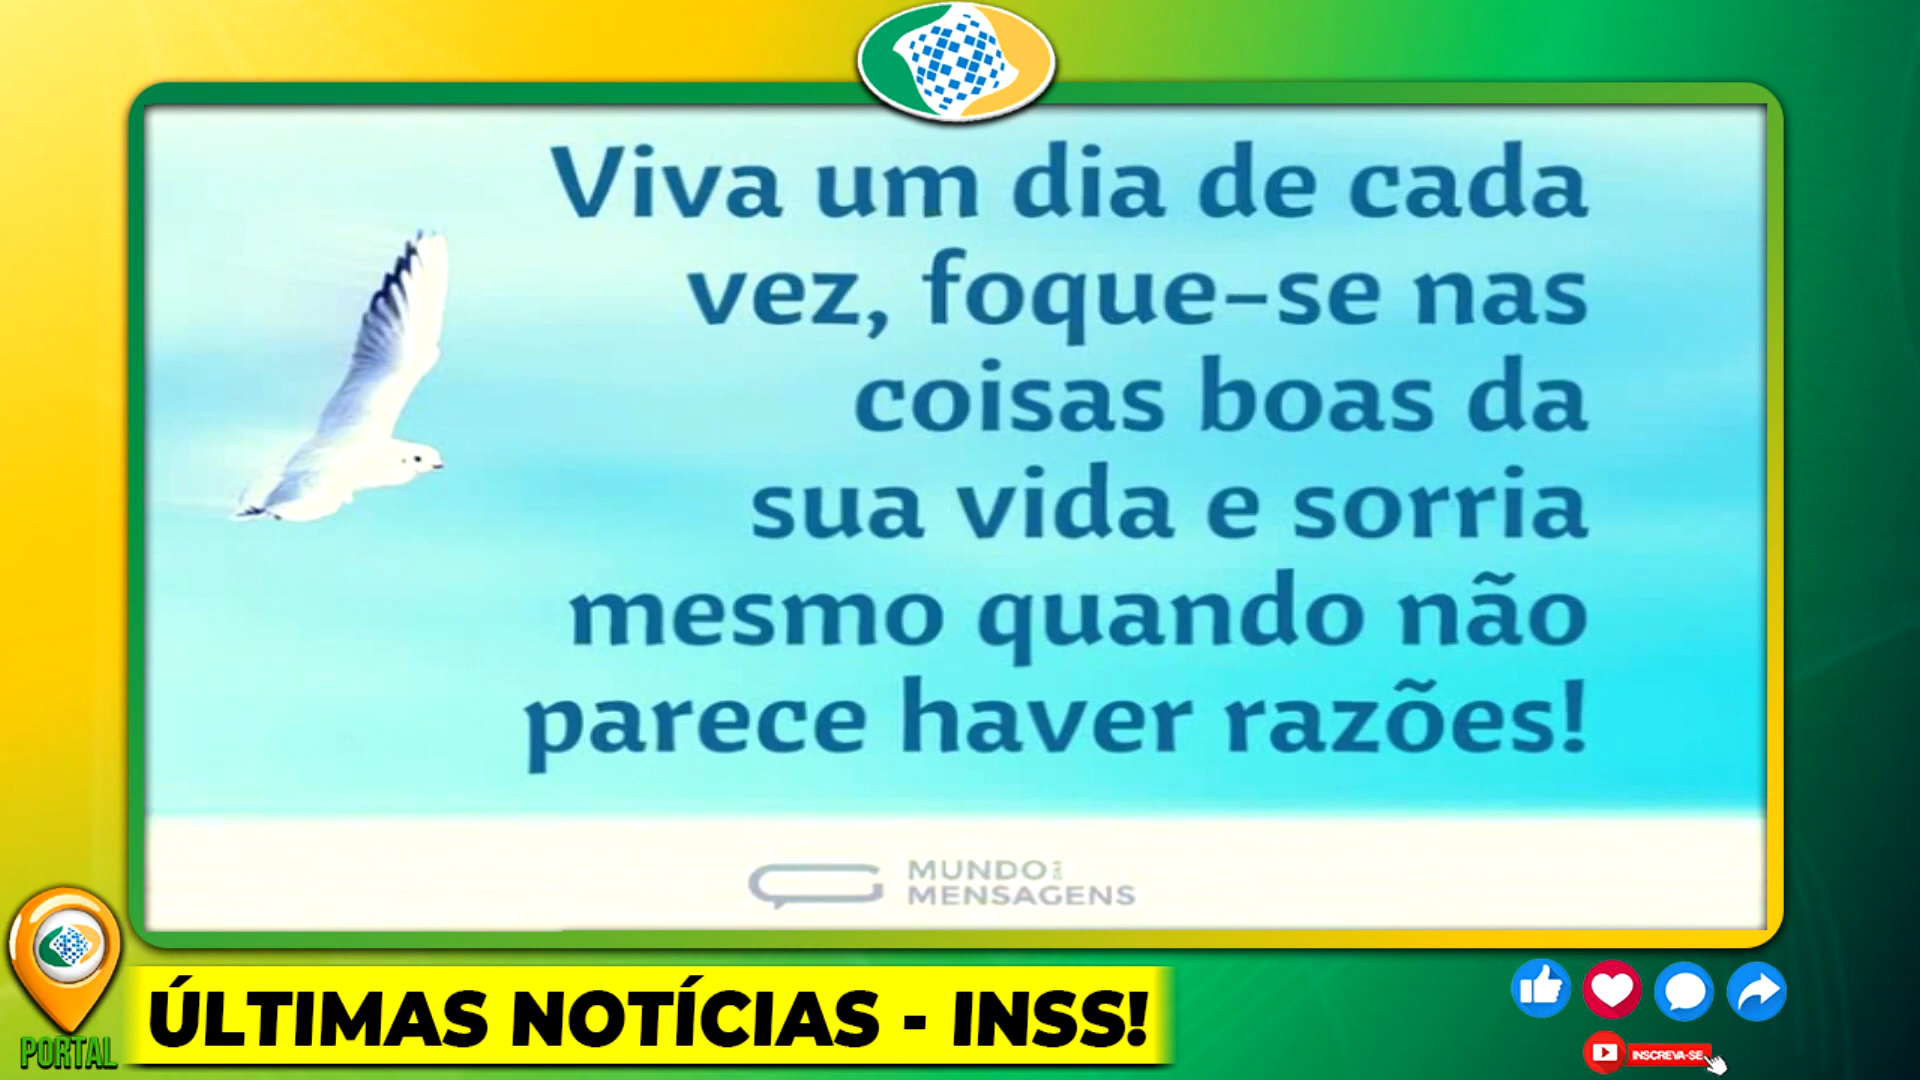 Viva um dia de cada
vez, foque-se nas
coisas boas da
sua vida e sorria
mesmo quando não
parece haver razões!
MUNDO DAS
MENSAGENS
ÚLTIMAS NOTÍCIAS - INSS!
PORTAL
INSCREVA-SE